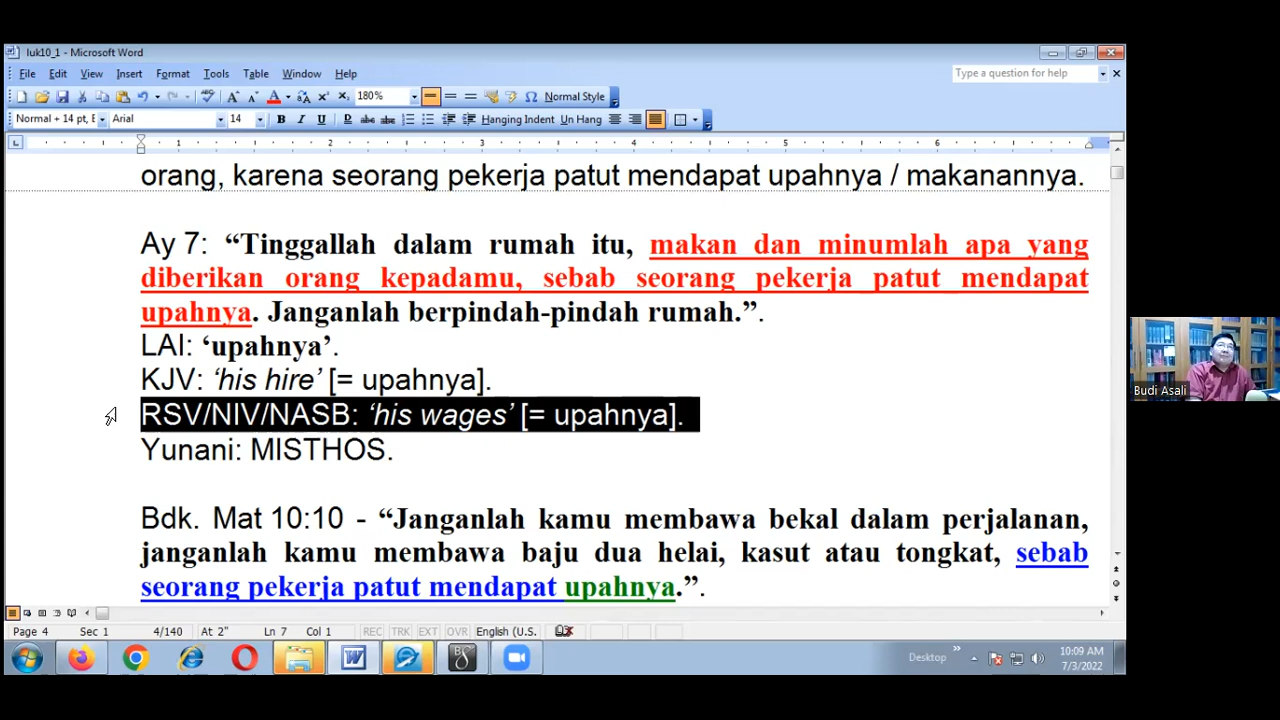 luk10_1 - Microsoft Word
File Edit View Insert Format Tools Table Window Help
Type a question for help
180% Normal Style
Normal + 14 pt, E Arial 14 Hanging Indent Un Hang
1 2 3 4 5 6
orang, karena seorang pekerja patut mendapat upahnya / makanannya.
Ay 7: “Tinggallah dalam rumah itu, makan dan minumlah apa yang
diberikan orang kepadamu, sebab seorang pekerja patut mendapat
upahnya. Janganlah berpindah-pindah rumah.”.
LAI: ‘upahnya’.
KJV: ‘his hire’ [= upahnya].
RSV/NIV/NASB: ‘his wages’ [= upahnya].
Yunani: MISTHOS.
Budi Asali
Bdk. Mat 10:10 - “Janganlah kamu membawa bekal dalam perjalanan,
janganlah kamu membawa baju dua helai, kasut atau tongkat, sebab
seorang pekerja patut mendapat upahnya.”.
Page 4 Sec 1 4/140 At 2" Ln 7 Col 1 REC TRK EXT OVR English (U.S.
Desktop
10:09 AM
7/3/2022